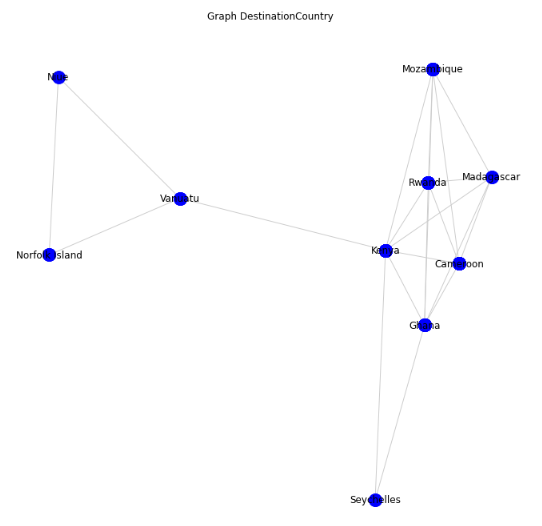 Graph DestinationCountry
Mozambique
Niue
Madagascar
Rwanda
Vanuatu
Kenya
Norfolk Island
Cameroon
Ghana
Seychelles